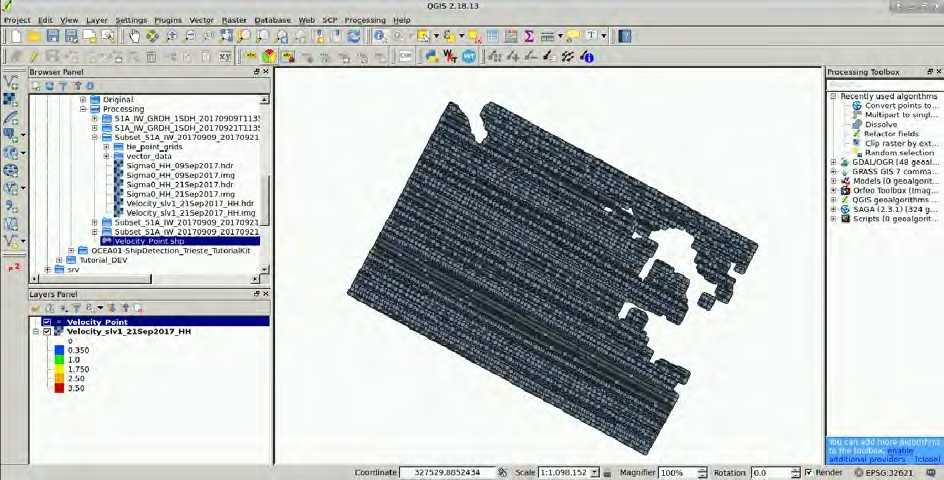 QGIS 2.18.13
Project Edit View Layer Settings Plugins Vector Raster Database Web SCP Processing Help
Browser Panel
Original
Processing
S1A_IW_GRDH_1SDH_20170909T113
S1A_IW_GRDH_1SDH_20170921T113
Subset_S1A_IW_20170909_20170921
tie_point_grids
vector_data
Sigma0_HH_09Sep2017.hdr
Sigma0_HH_09Sep2017.img
Sigma0_HH_21Sep2017.hdr
Sigma0_HH_21Sep2017.img
Velocity_slv1_21Sep2017_HH.hdr
Velocity_slv1_21Sep2017_HH.img
Subset_S1A_IW_20170909_20170921
Subset_S1A_IW_20170909_20170921
Velocity_Point.shp
OCEA01-ShipDetection_Trieste_TutorialKit
Tutorial_DEV
srv
Layers Panel
Velocity_Point
Velocity_slv1_21Sep2017_HH
0
0.350
1.0
1.750
2.50
3.50
Processing Toolbox
Search...
Recently used algorithms
Convert points to...
Multipart to singl...
Dissolve
Refactor fields
Clip raster by ext...
Random selection
GDAL/OGR [48 geoal...
GRASS GIS 7 comma...
Models [0 geoalgorit...
Orfeo Toolbox (Imag...
QGIS geoalgorithms ...
SAGA (2.3.1) [324 g...
Scripts [0 geoalgorit...
You can add more algorithms
to the toolbox, enable
additional providers. [close]
Coordinate 327529,8852434 Scale 1:1.098.152 Magnifier 100% Rotation 0.0 Render EPSG:32621